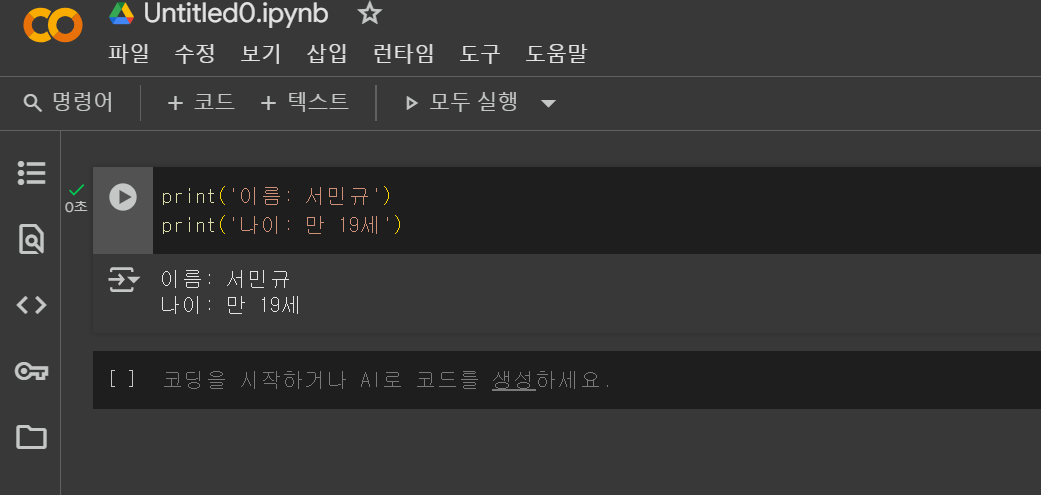 Untitled0.ipynb
파일 수정 보기 삽입 런타임 도구 도움말
명령어 + 코드 + 텍스트 모두 실행
0초
print('이름: 서민규')
print('나이: 만 19세')
이름: 서민규
나이: 만 19세
[ ] 코딩을 시작하거나 AI로 코드를 생성하세요.